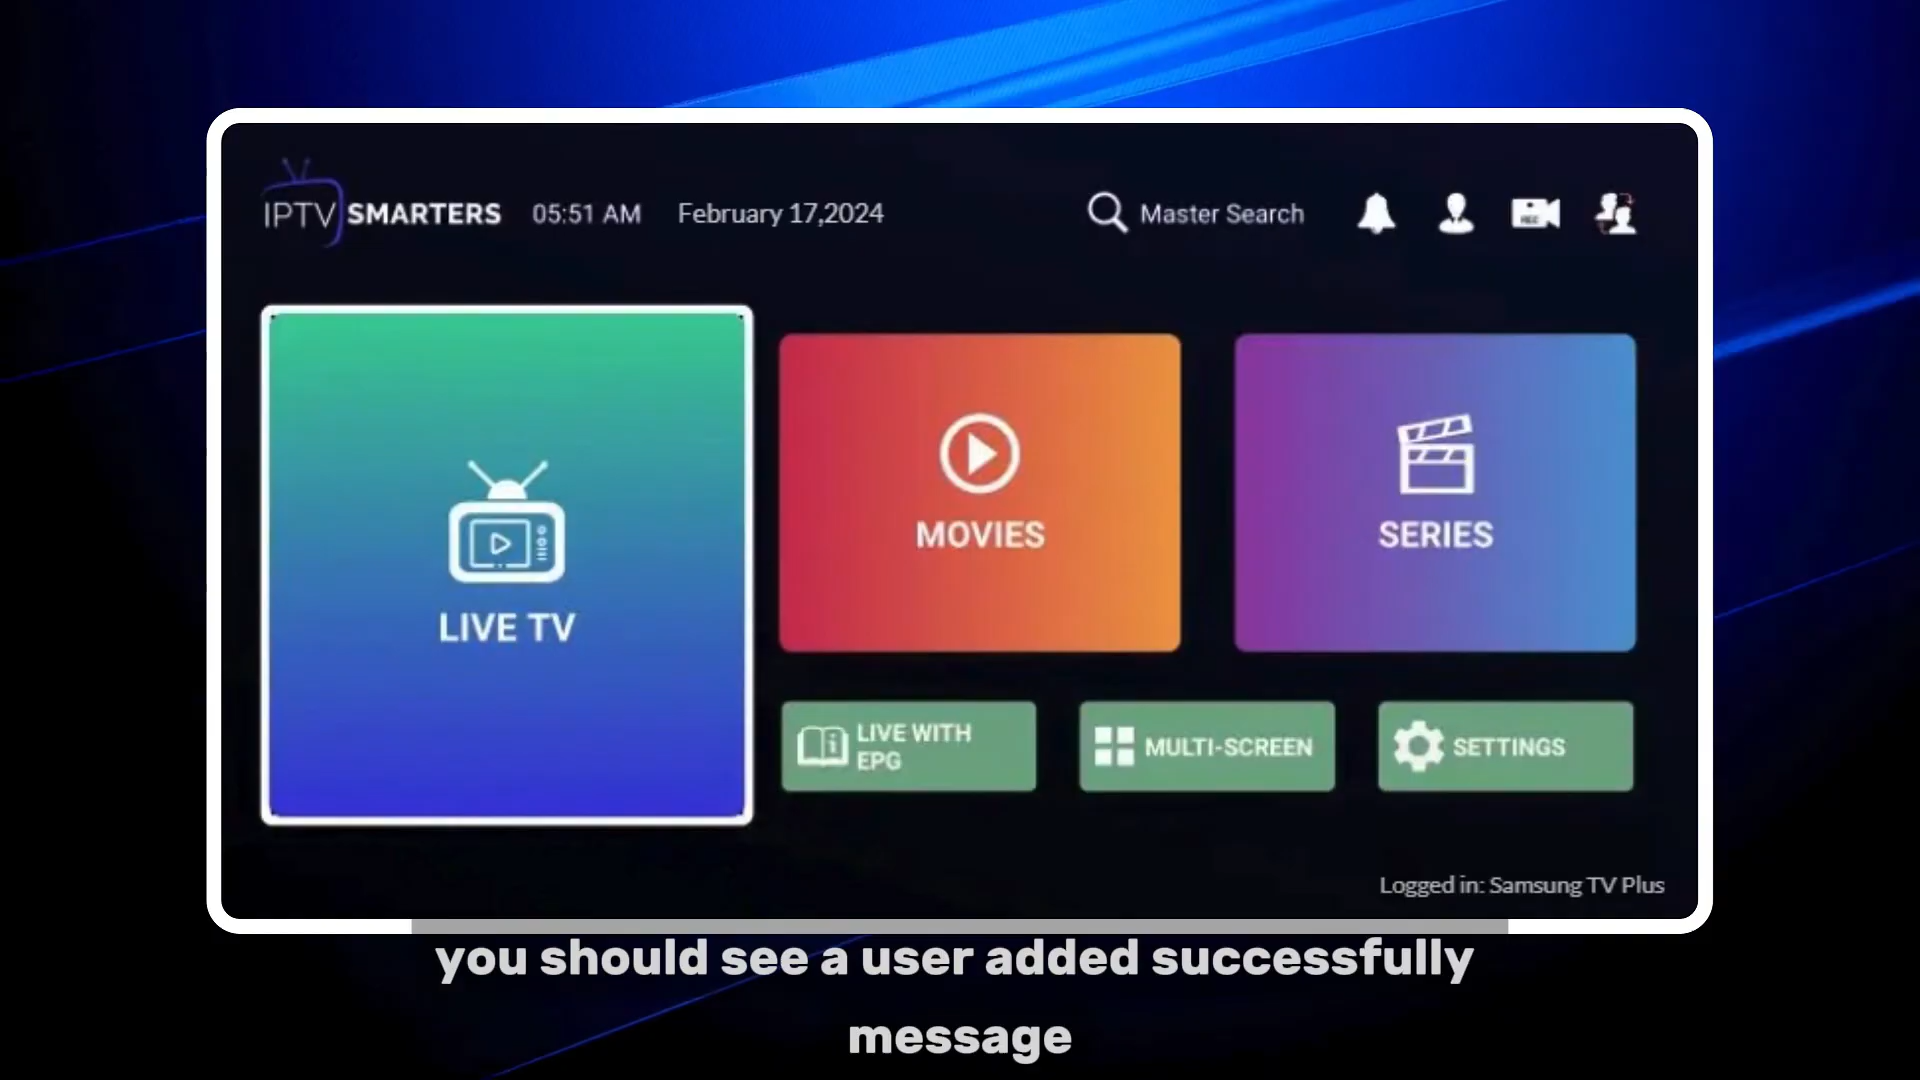 IPTV SMARTERS 05:51 AM February 17,2024 Master Search
REC
LIVE TV
MOVIES
SERIES
LIVE WITH
EPG
MULTI-SCREEN
SETTINGS
Logged in: Samsung TV Plus
you should see a user added successfully
message